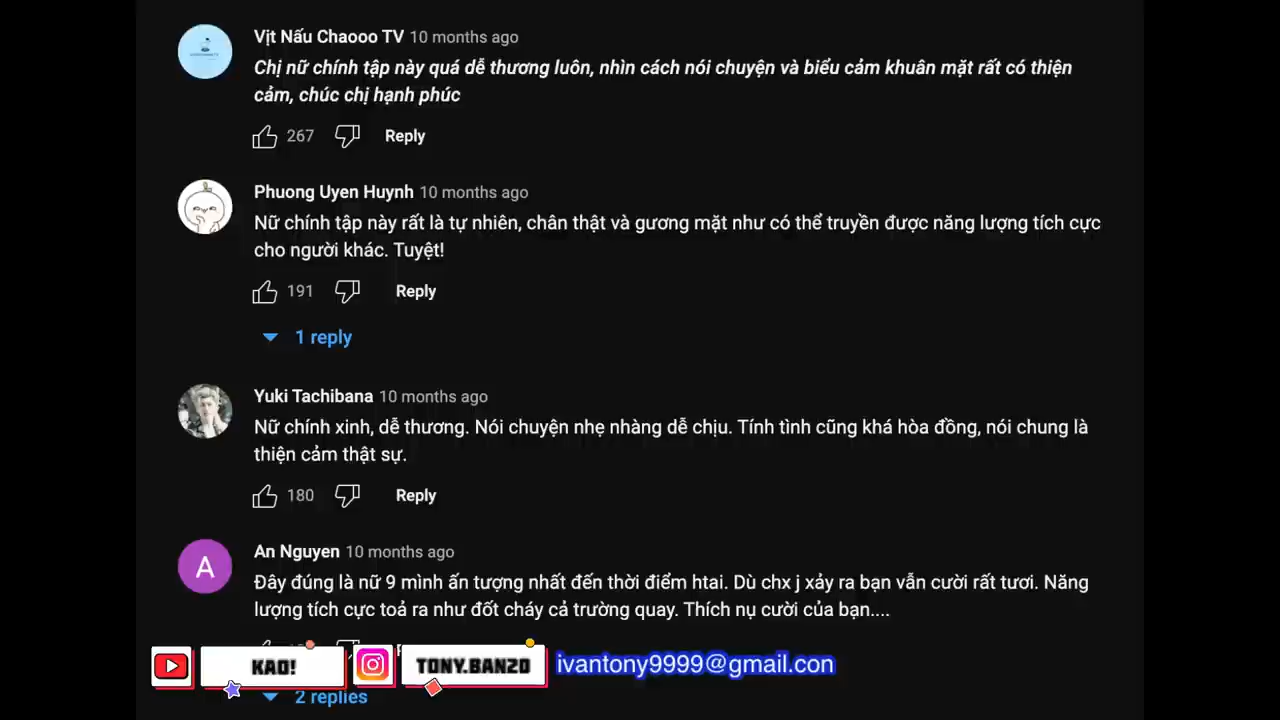 Vịt Nấu Chaooo TV 10 months ago
Chị nữ chính tập này quá dễ thương luôn, nhìn cách nói chuyện và biểu cảm khuân mặt rất có thiện
cảm, chúc chị hạnh phúc
267 Reply
Phuong Uyen Huynh 10 months ago
Nữ chính tập này rất là tự nhiên, chân thật và gương mặt như có thể truyền được năng lượng tích cực
cho người khác. Tuyệt!
191 Reply
1 reply
Yuki Tachibana 10 months ago
Nữ chính xinh, dễ thương. Nói chuyện nhẹ nhàng dễ chịu. Tính tình cũng khá hòa đồng, nói chung là
thiện cảm thật sự.
180 Reply
A
An Nguyen 10 months ago
Đây đúng là nữ 9 mình ấn tượng nhất đến thời điểm htai. Dù chx j xảy ra bạn vẫn cười rất tươi. Năng
lượng tích cực toả ra như đốt cháy cả trường quay. Thích nụ cười của bạn....
KAO! TONY.BANZO ivantony9999@gmail.con
2 replies